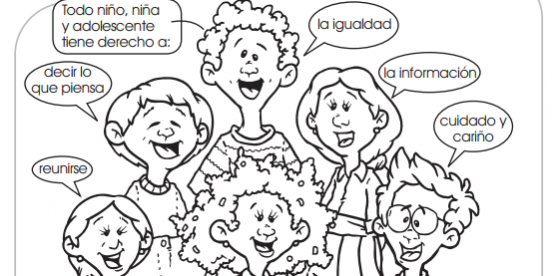 Todo niño, niña
y adolescente
tiene derecho a:
la igualdad
decir lo
que piensa
la información
cuidado y
cariño
reunirse